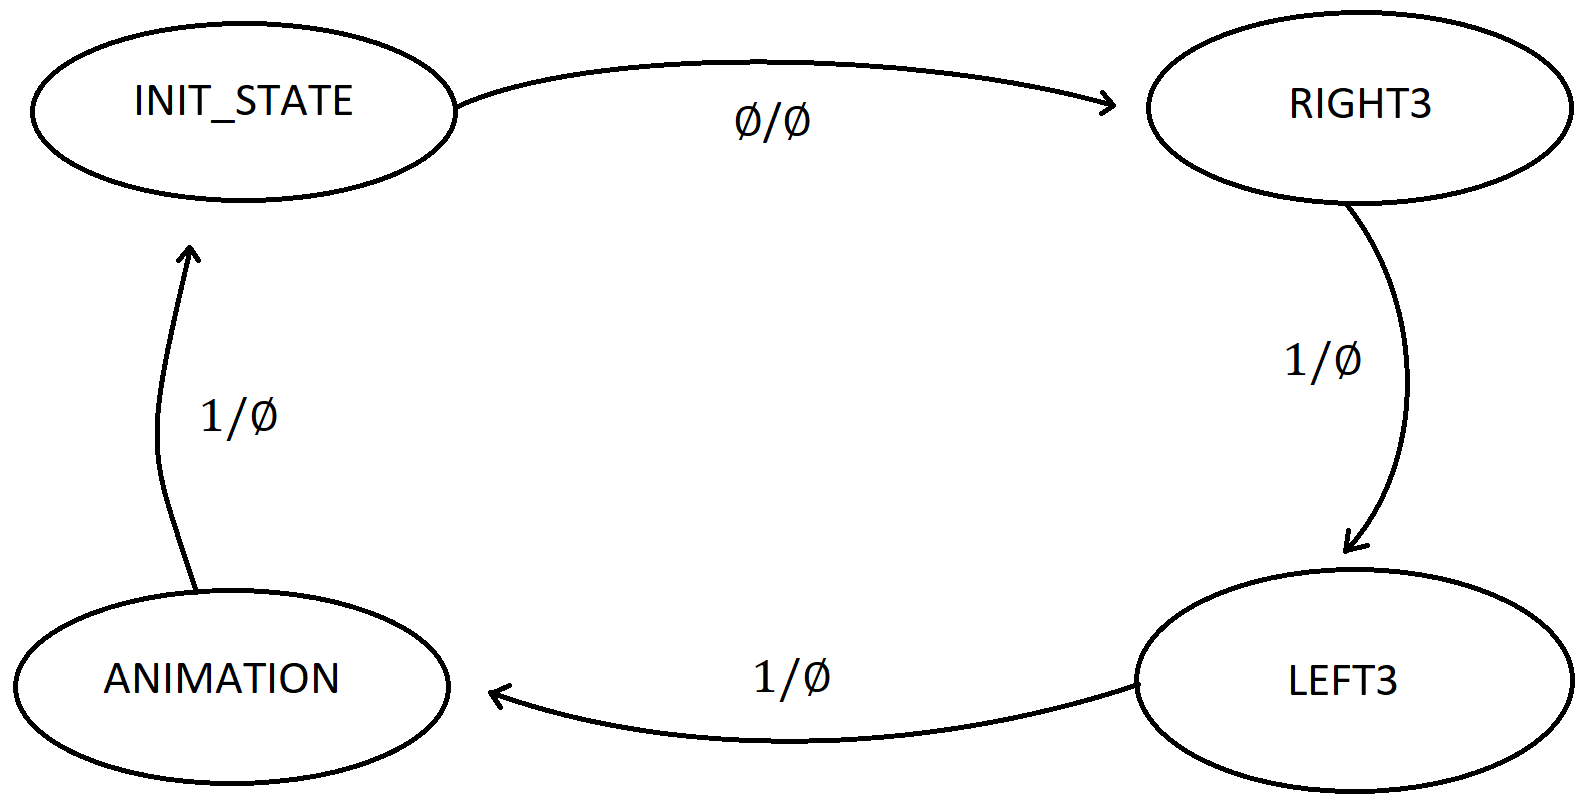 INIT_STATE
∅/∅
RIGHT3
1/∅
1/∅
ANIMATION
1/∅
LEFT3